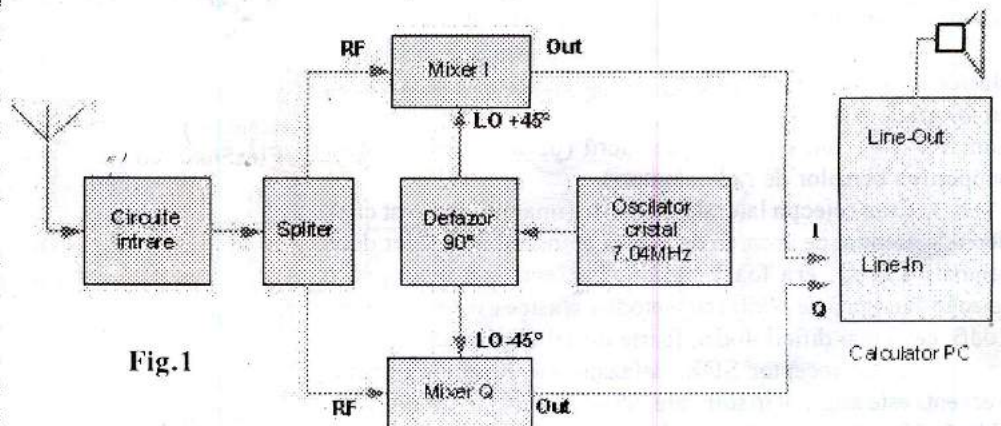 RF
Mixer I
Out
LO +45°
Line-Out
Circuite
intrare
Spliter
Defazor
90°
Oscilator
cristal
7.04MHz
I
Line-In
Q
Fig.1
LO-45°
Calculator PC
RF
Mixer Q
Out